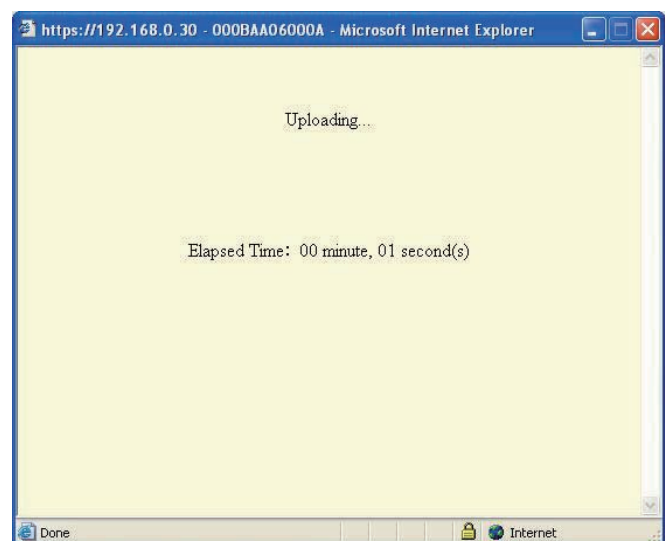 https://192.168.0.30 - 000BAA06000A - Microsoft Internet Explorer
Uploading...
Elapsed Time: 00 minute, 01 second(s)
Done
Internet